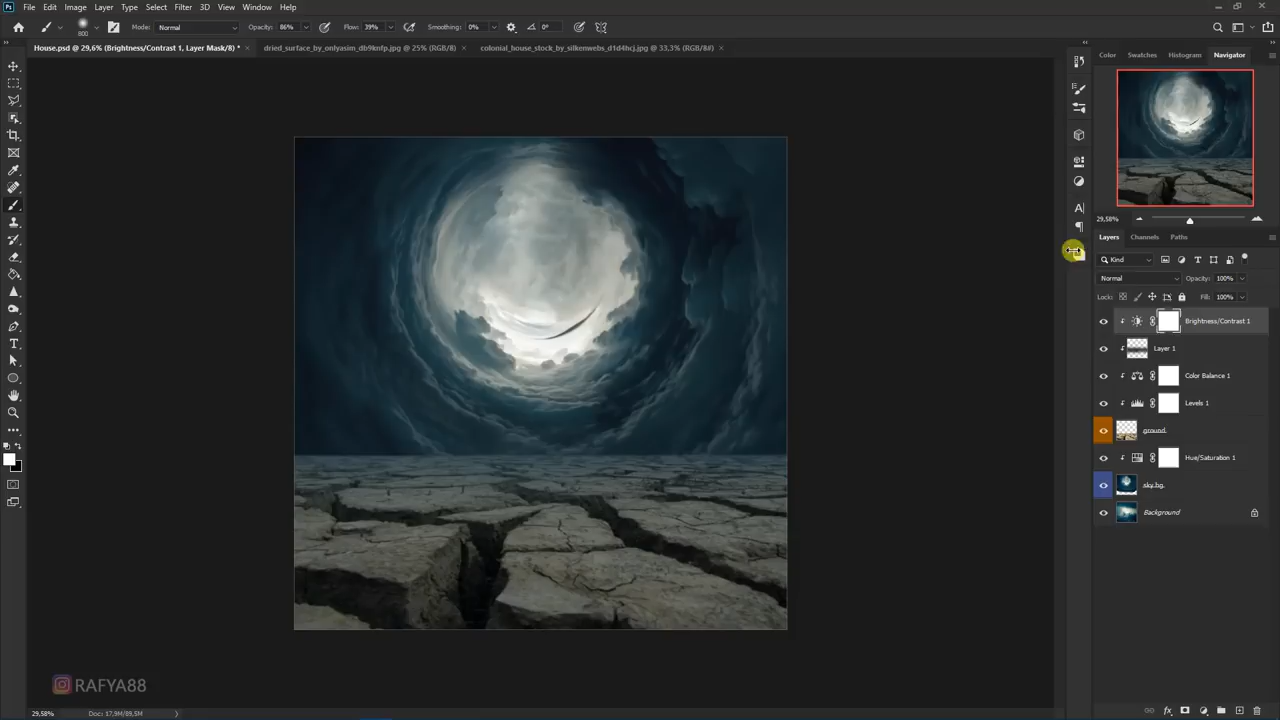 File Edit Image Layer Type Select Filter 3D View Window Help
800 Mode: Normal Opacity: 86% Flow: 39% Smoothing: 0% 0°
House.psd @ 29,6% (Brightness/Contrast 1, Layer Mask/8) * × dried_surface_by_onlyasim_db9knfp.jpg @ 25% (RGB/8) × colonial_house_stock_by_silkenwebs_d1d4hcj.jpg @ 33,3% (RGB/8#) ×
Color Swatches Histogram Navigator
29,58%
Layers Channels Paths
Kind
Normal Opacity: 100%
Lock: Fill: 100%
Brightness/Contrast 1
Layer 1
Color Balance 1
Levels 1
ground.
Hue/Saturation 1
sky.bg.
Background
RAFYA88
29,58% Doc: 17,9M/89,5M